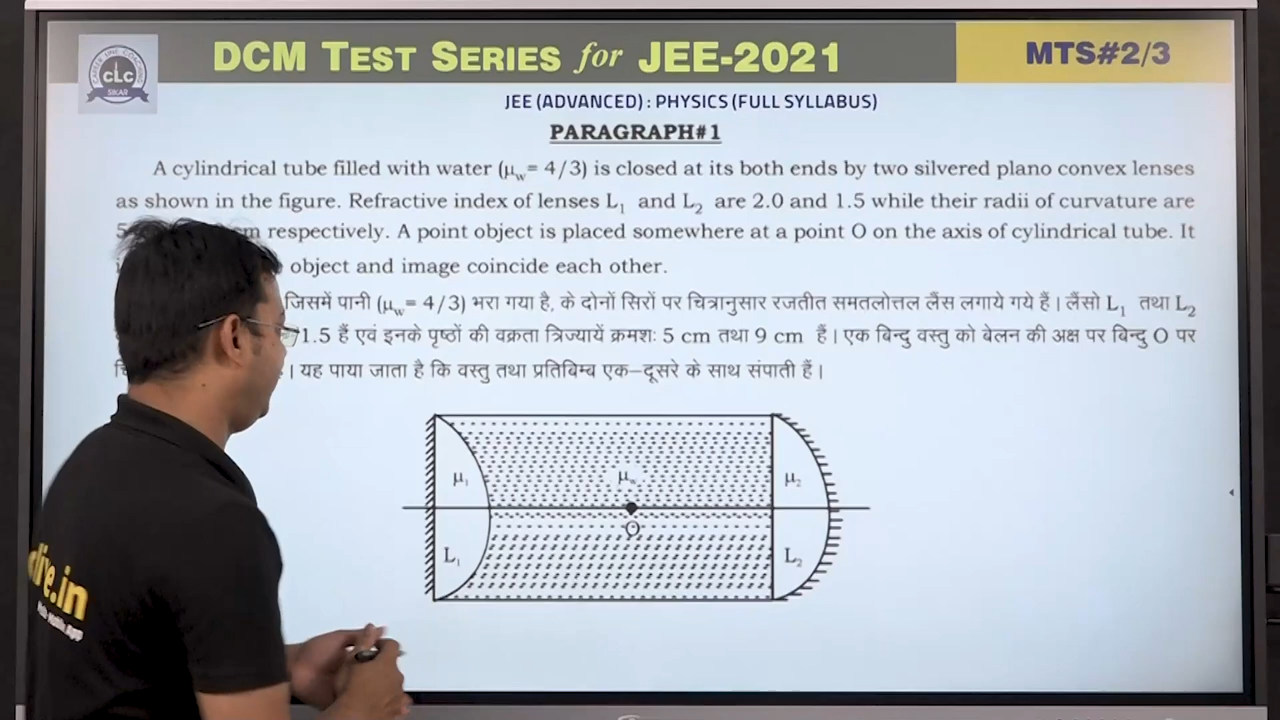 DCM TEST SERIES for JEE-2021
MTS#2/3
CLC
SIKAR
JEE (ADVANCED) : PHYSICS (FULL SYLLABUS)
PARAGRAPH#1
A cylindrical tube filled with water (μw = 4/3) is closed at its both ends by two silvered plano convex lenses
as shown in the figure. Refractive index of lenses L1 and L2 are 2.0 and 1.5 while their radii of curvature are
respectively. A point object is placed somewhere at a point O on the axis of cylindrical tube. It
object and image coincide each other.
जिसमें पानी (μw = 4/3) भरा गया है, के दोनों सिरों पर चित्रानुसार रजतीत समतलोत्तल लैंस लगाये गये हैं। लैंसो L1 तथा L2
1.5 हैं एवं इनके पृष्ठों की वक्रता त्रिज्यायें क्रमशः 5 cm तथा 9 cm हैं। एक बिन्दु वस्तु को बेलन की अक्ष पर बिन्दु O पर
। यह पाया जाता है कि वस्तु तथा प्रतिबिम्ब एक–दूसरे के साथ संपाती हैं।
μ1 μw μ2
O
L1 L2
live.in